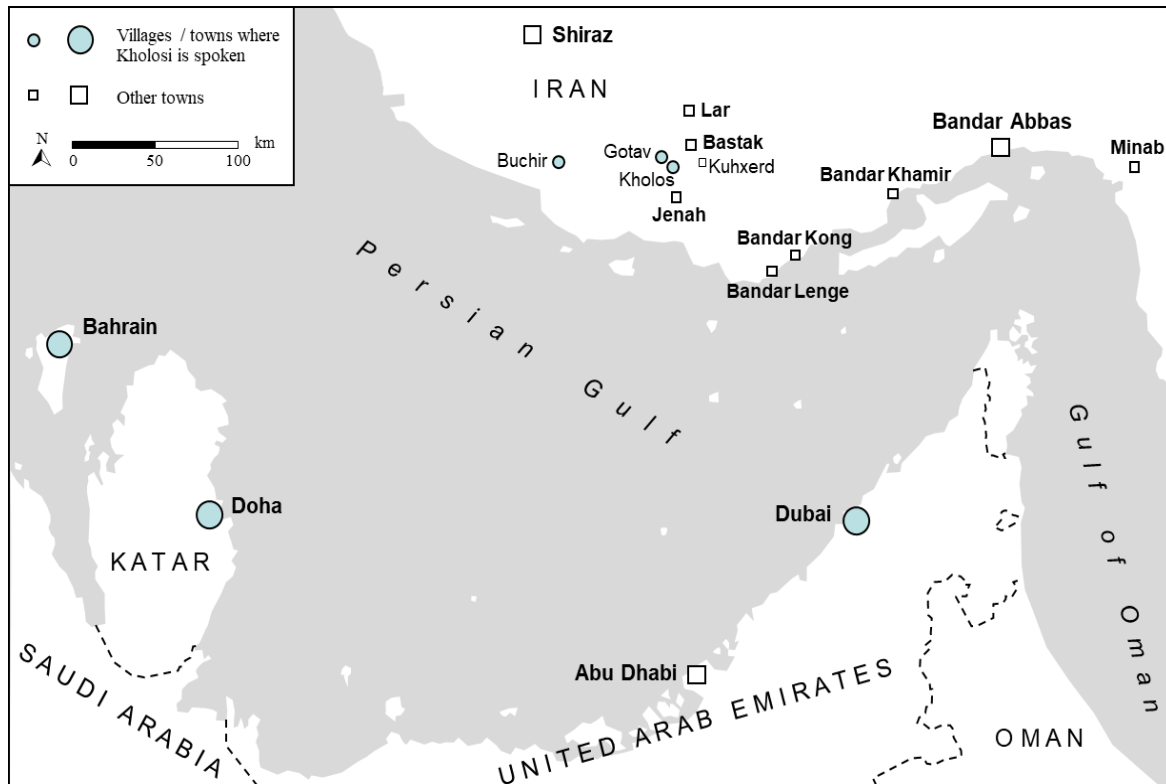 Villages / towns where
Kholosi is spoken
Other towns
N
km
0 50 100
Shiraz
IRAN
Lar
Bastak
Gotav
Kuhxerd
Buchir
Kholos
Jenah
Bandar Abbas
Minab
Bandar Khamir
Bandar Kong
Bandar Lenge
Persian Gulf
Bahrain
Doha
KATAR
Dubai
Gulf of Oman
Abu Dhabi
SAUDI ARABIA
UNITED ARAB EMIRATES
OMAN